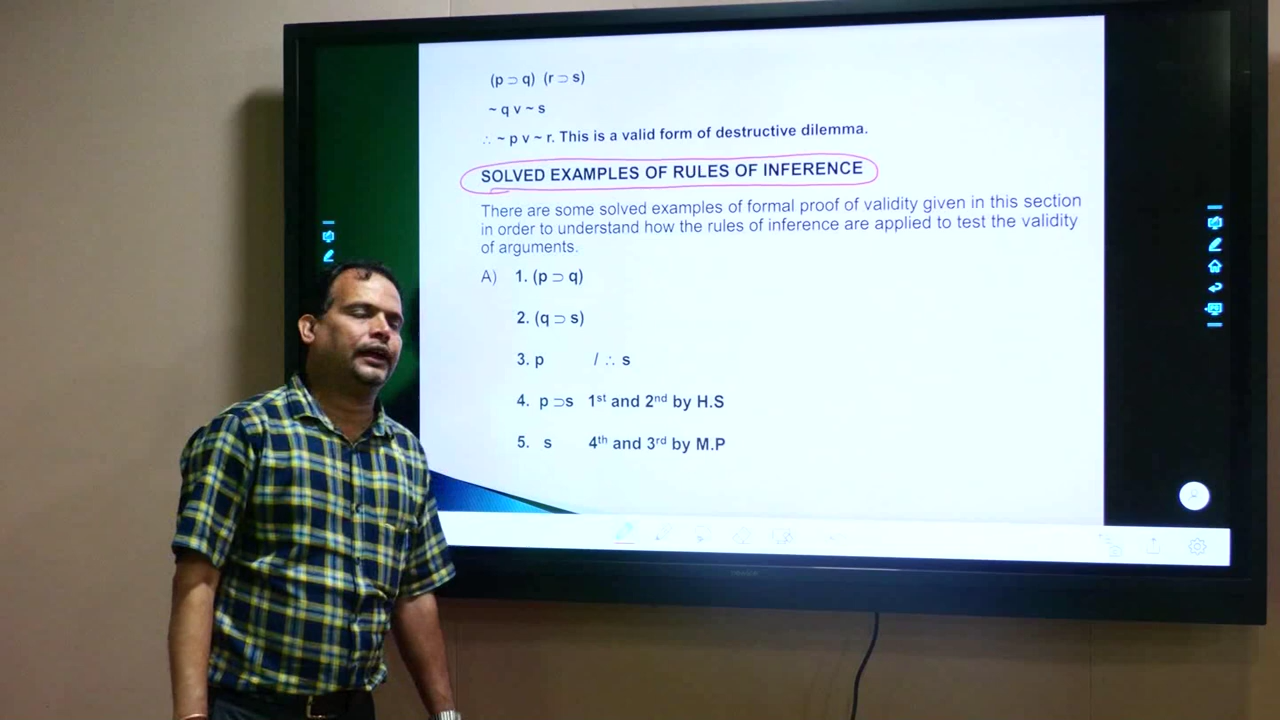 (p ⊃ q) (r ⊃ s)
~ q v ~ s
∴ ~ p v ~ r. This is a valid form of destructive dilemma.
SOLVED EXAMPLES OF RULES OF INFERENCE
There are some solved examples of formal proof of validity given in this section
in order to understand how the rules of inference are applied to test the validity
of arguments.
A) 1. (p ⊃ q)
2. (q ⊃ s)
3. p / ∴ s
4. p ⊃s 1st and 2nd by H.S
5. s 4th and 3rd by M.P